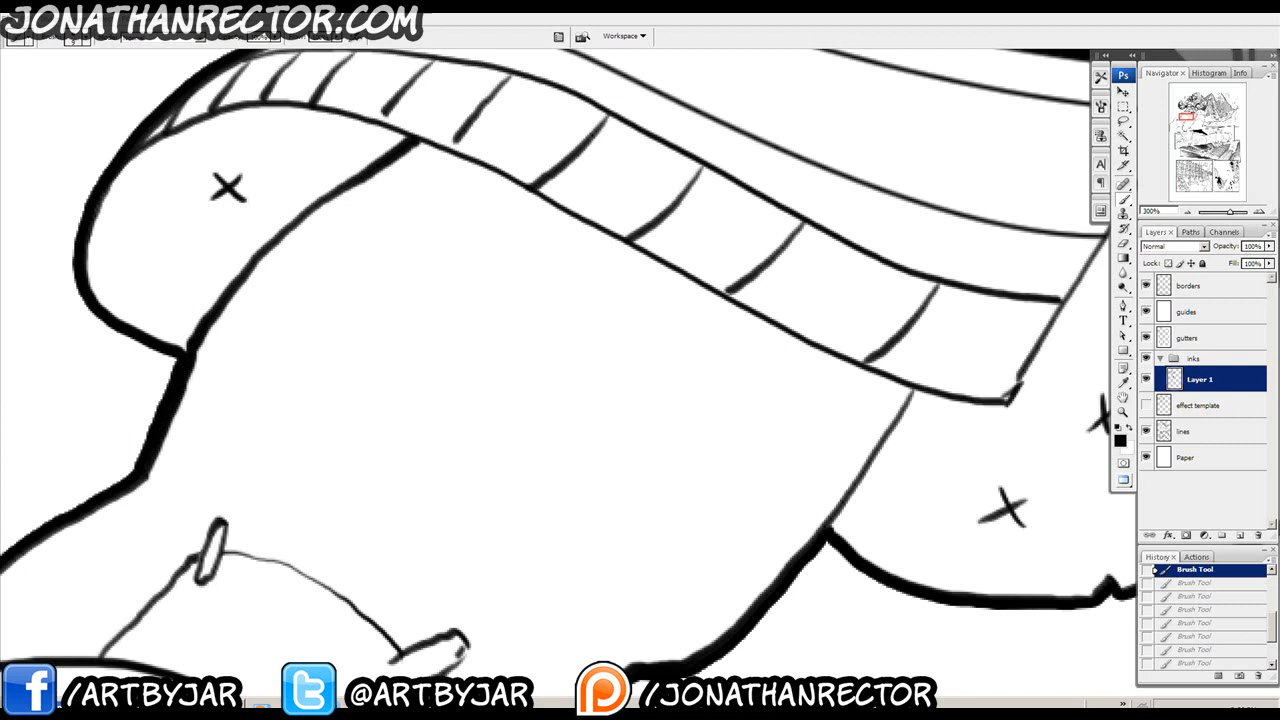 JONATHANRECTOR.COM
Workspace
Ps
Navigator Histogram Info
300%
Layers Paths Channels
Normal Opacity: 100%
Lock: Fill: 100%
borders
guides
gutters
inks
Layer 1
effect template
lines
Paper
History Actions
Brush Tool
Brush Tool
Brush Tool
Brush Tool
Brush Tool
Brush Tool
Brush Tool
Brush Tool
/ARTBYJAR @ARTBYJAR /JONATHANRECTOR